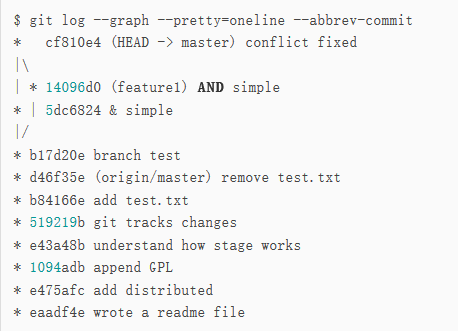 $ git log --graph --pretty=oneline --abbrev-commit
*   cf810e4 (HEAD -> master) conflict fixed
|\
| * 14096d0 (feature1) AND simple
* | 5dc6824 & simple
|/
* b17d20e branch test
* d46f35e (origin/master) remove test.txt
* b84166e add test.txt
* 519219b git tracks changes
* e43a48b understand how stage works
* 1094adb append GPL
* e475afc add distributed
* eaadf4e wrote a readme file